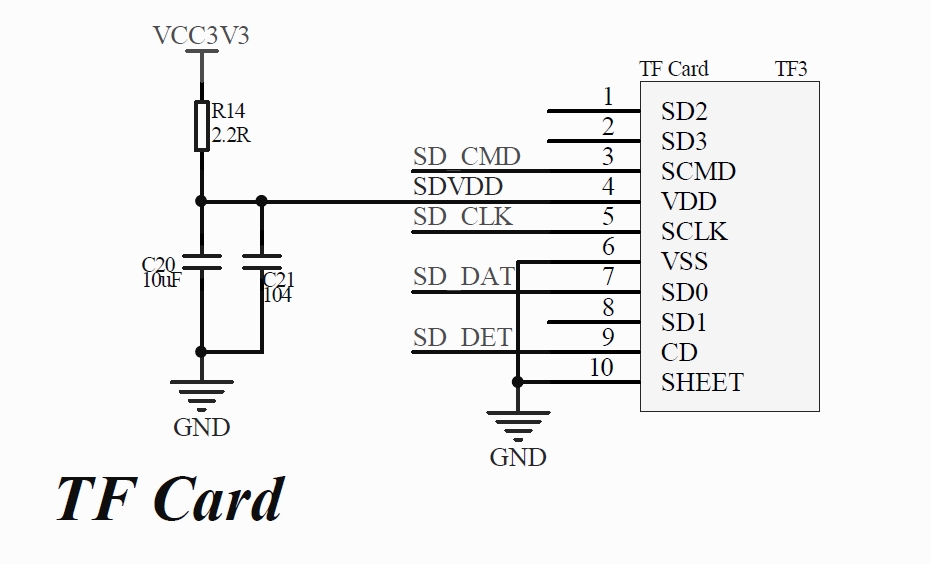 VCC3V3
R14
2.2R
C20
10uF
C21
104
GND
TF Card
TF3
1
SD2
2
SD3
SD_CMD
3
SCMD
SDVDD
4
VDD
SD_CLK
5
SCLK
6
VSS
SD_DAT
7
SD0
8
SD1
SD_DET
9
CD
10
SHEET
GND
TF Card